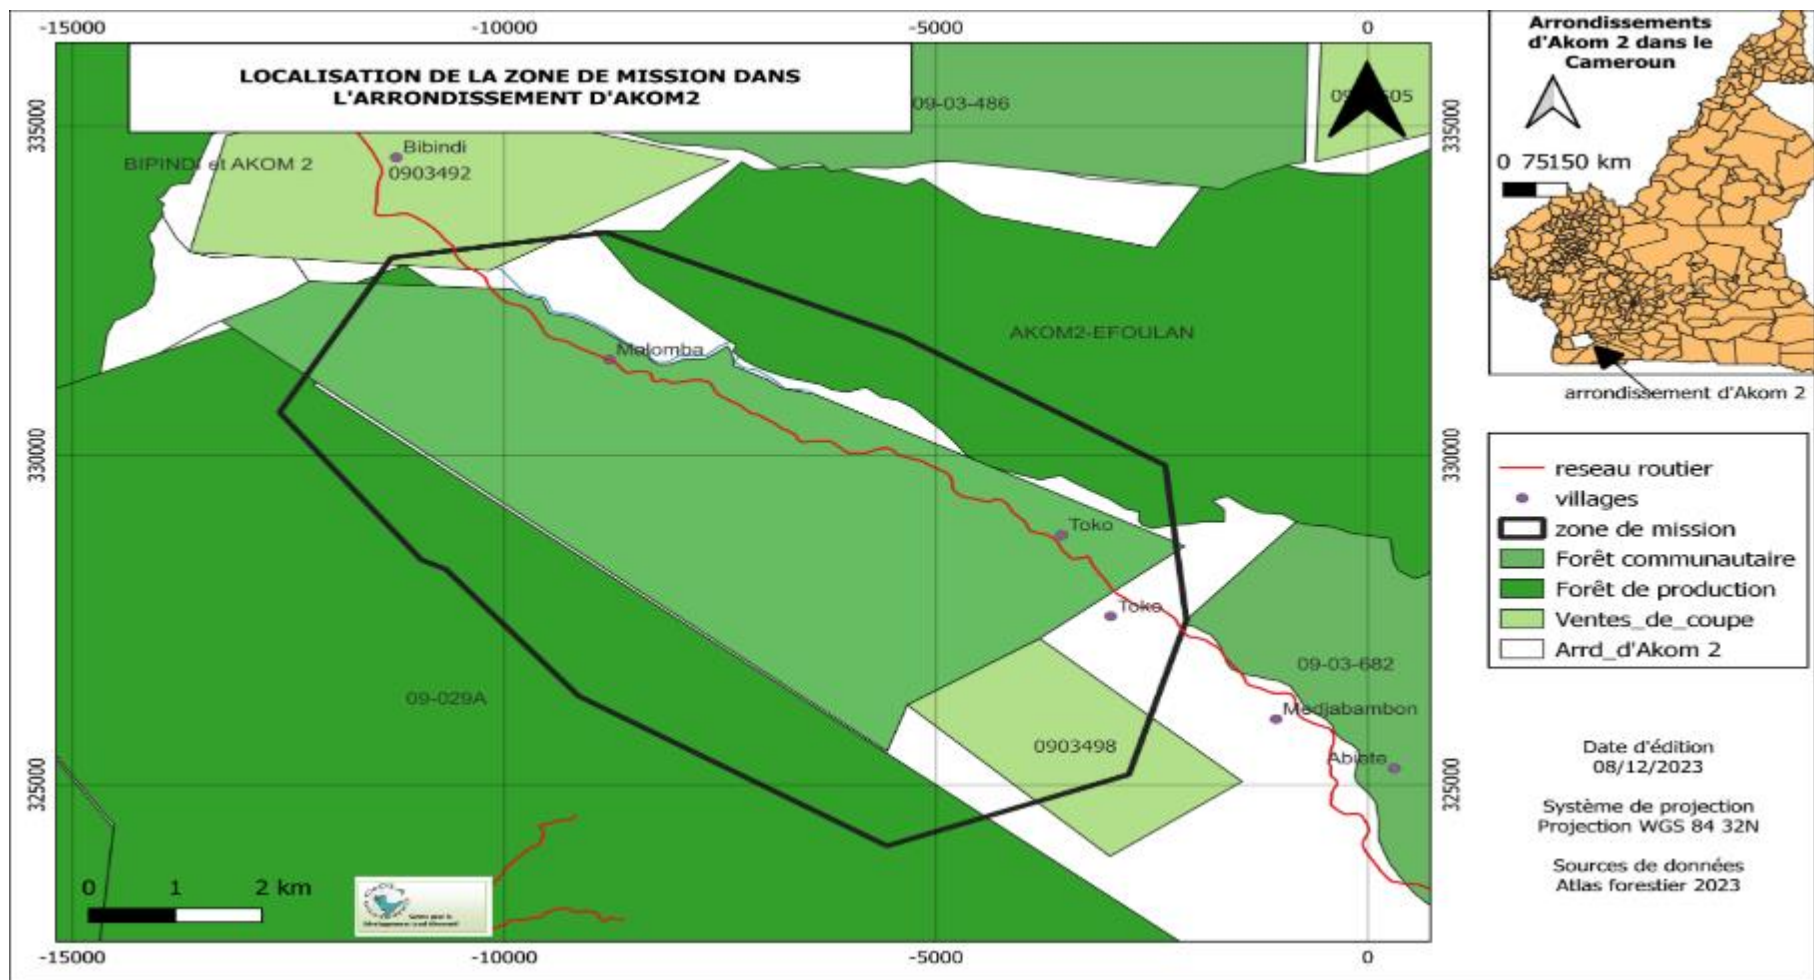 -15000
-10000
-5000
0
LOCALISATION DE LA ZONE DE MISSION DANS
L'ARRONDISSEMENT D'AKOM2
Arrondissements
d'Akom 2 dans le
Cameroun
0 75150 km
arrondissement d'Akom 2
335000
335000
09-03-486
BIPINDI et AKOM 2
Bibindi
0903492
AKOM2-EFOULAN
Malomba
330000
330000
Toko
Toko
09-03-682
09-029A
Medjabambon
0903498
Abiete
325000
325000
0 1 2 km
-15000
-10000
-5000
0
reseau routier
villages
zone de mission
Forêt communautaire
Forêt de production
Ventes_de_coupe
Arrd_d'Akom 2
Date d'édition
08/12/2023
Système de projection
Projection WGS 84 32N
Sources de données
Atlas forestier 2023